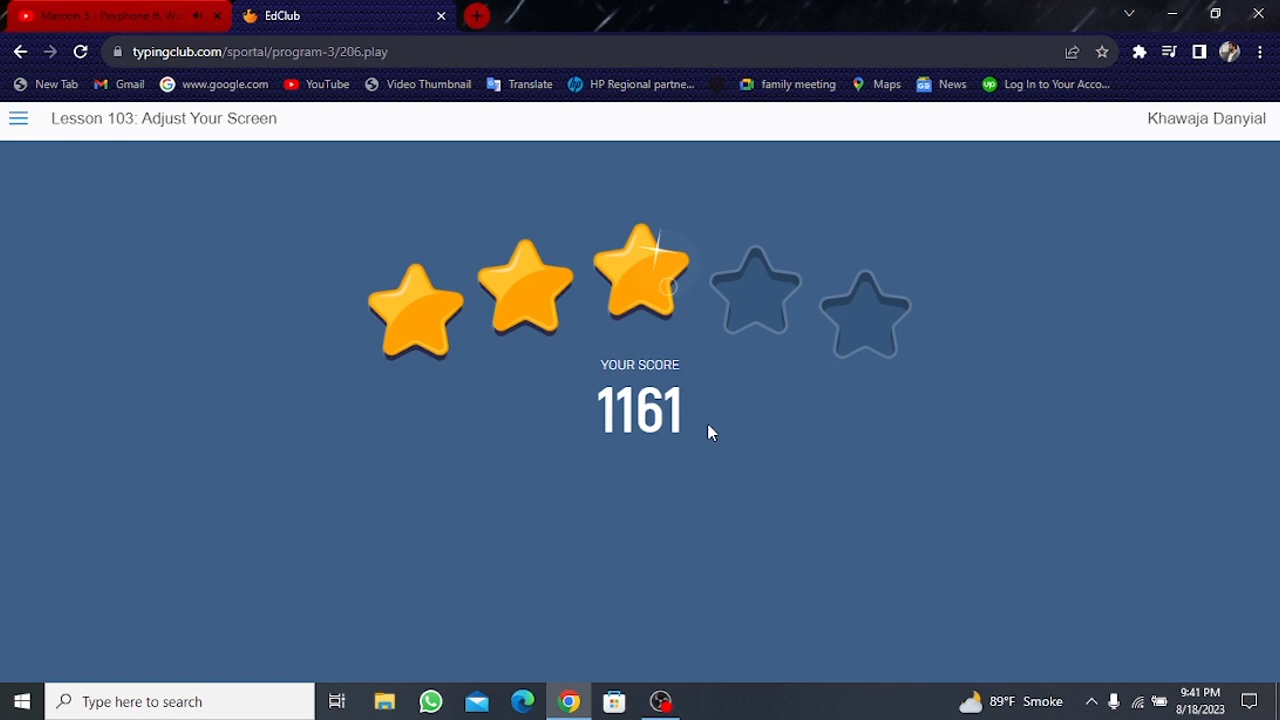 Maroon 5 - Payphone ft. Wi...
EdClub
typingclub.com/sportal/program-3/206.play
New Tab
Gmail
www.google.com
YouTube
Video Thumbnail
Translate
HP Regional partne...
family meeting
Maps
News
Log In to Your Acco...
Lesson 103: Adjust Your Screen
Khawaja Danyial
YOUR SCORE
1161
Type here to search
89°F Smoke
9:41 PM
8/18/2023